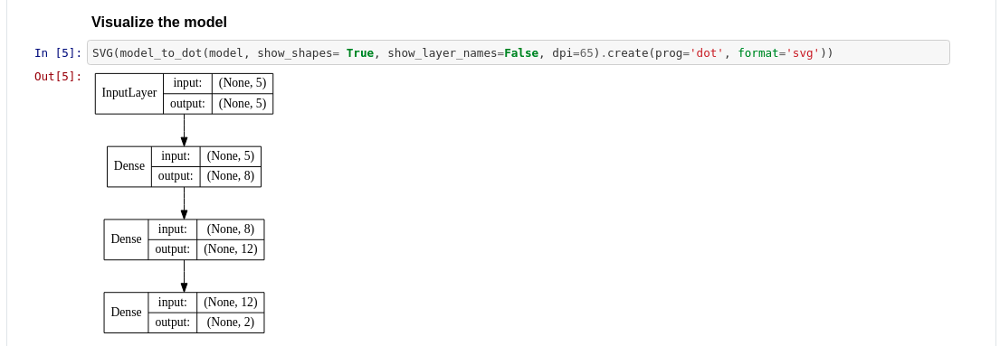 Visualize the model
In [5]: SVG(model_to_dot(model, show_shapes= True, show_layer_names=False, dpi=65).create(prog='dot', format='svg'))
Out[5]:
InputLayer input: (None, 5)
output: (None, 5)
Dense input: (None, 5)
output: (None, 8)
Dense input: (None, 8)
output: (None, 12)
Dense input: (None, 12)
output: (None, 2)